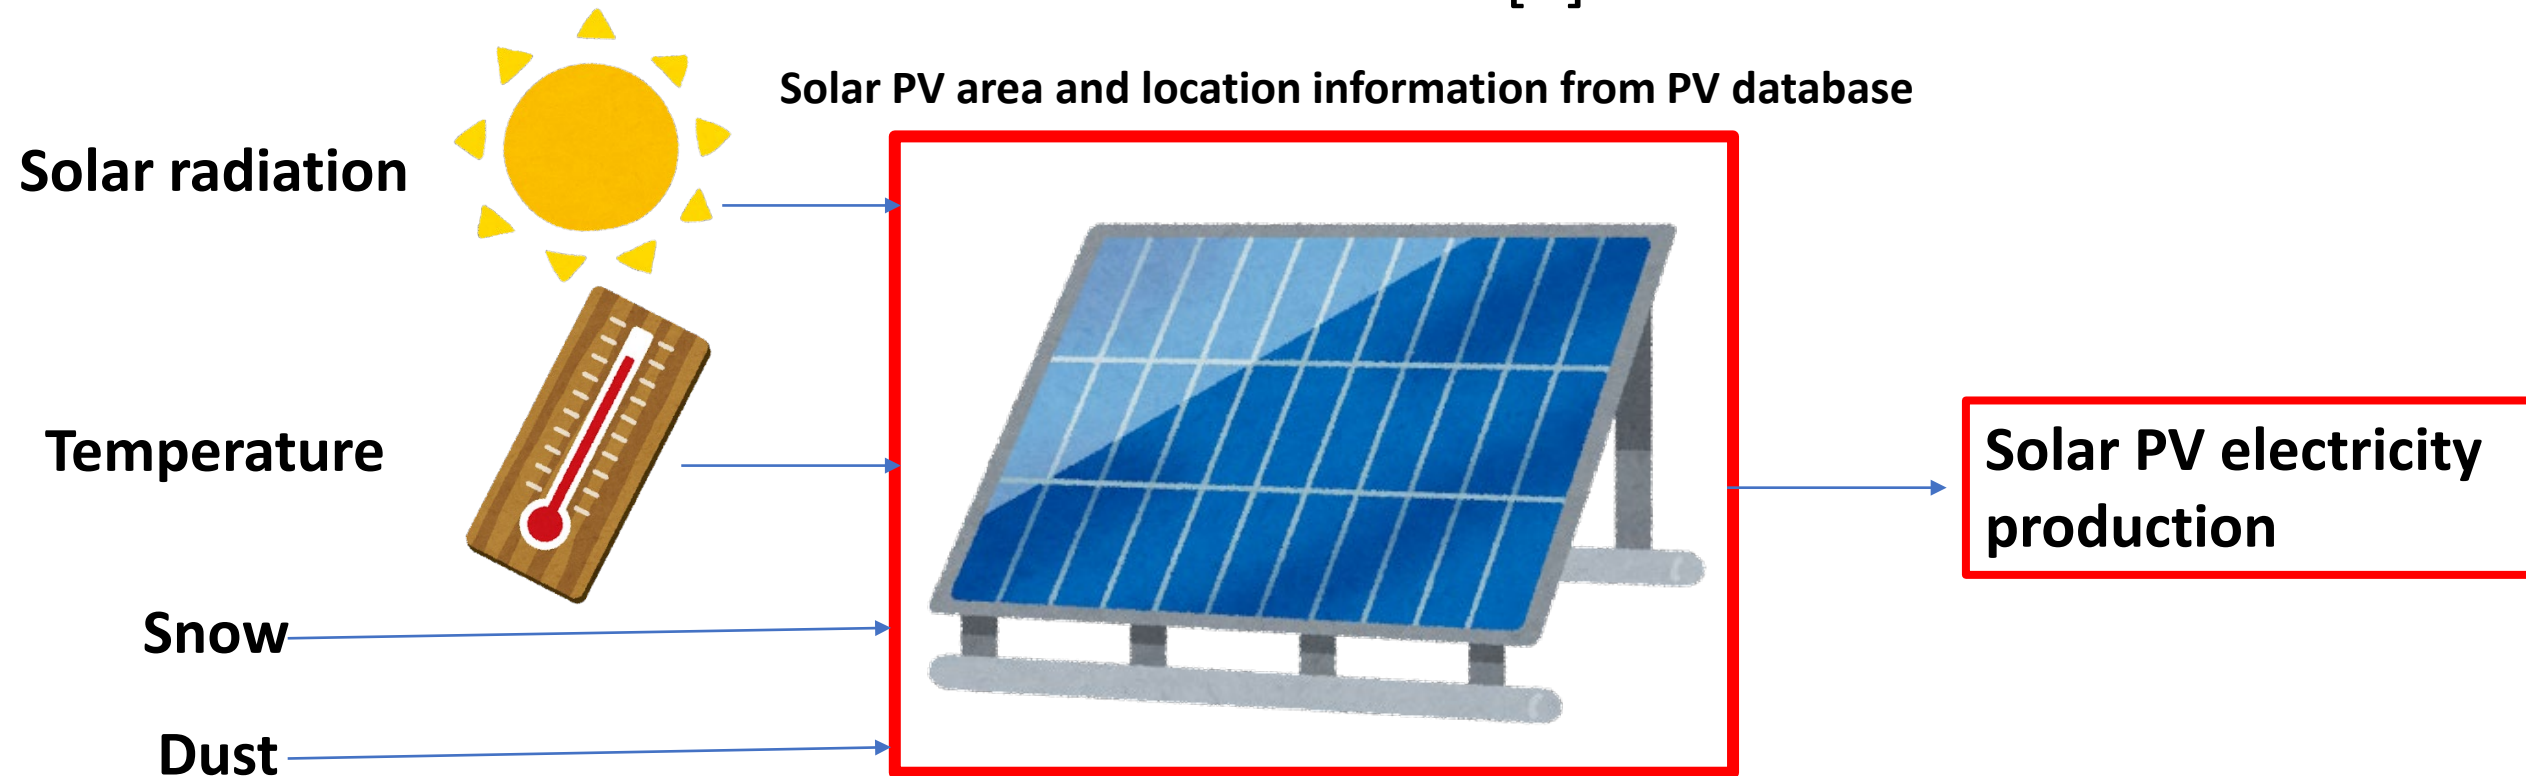 Solar PV area and location information from PV database
Solar radiation
Temperature
Snow
Dust
Solar PV electricity
production